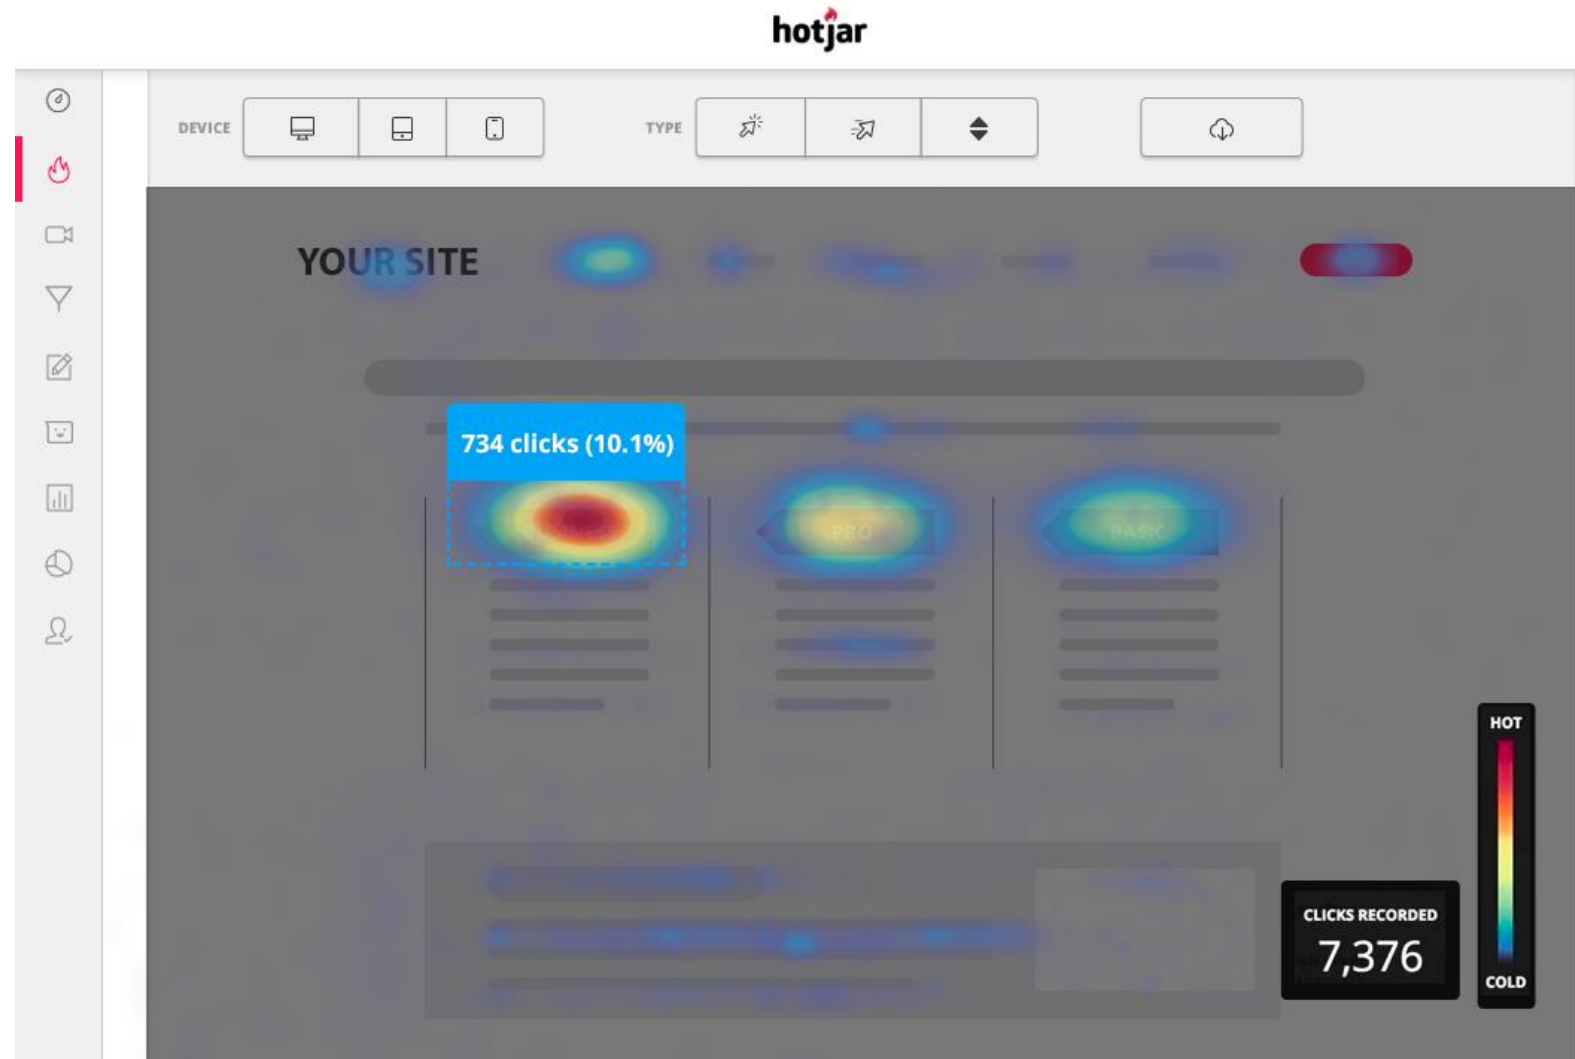 hotjar
DEVICE
TYPE
YOUR SITE
734 clicks (10.1%)
PRO
BASIC
HOT
CLICKS RECORDED
7,376
COLD